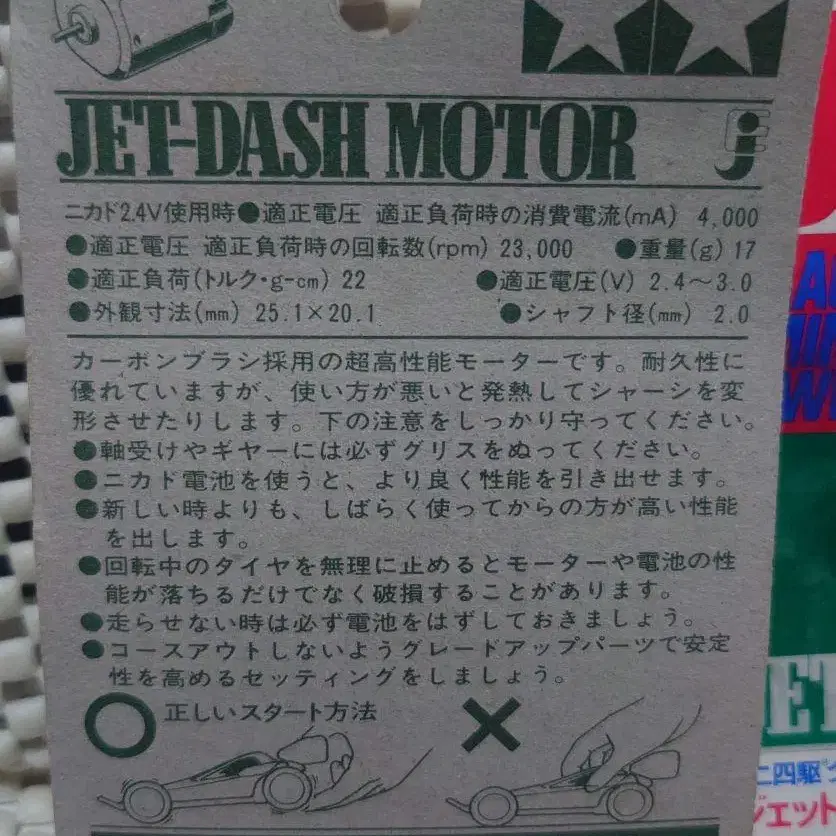 JET-DASH MOTOR
ニカド2.4V使用時●適正電圧 適正負荷時の消費電流(mA) 4,000
●適正電圧 適正負荷時の回転数(rpm) 23,000 ●重量(g) 17
●適正負荷(トルク・g-cm) 22 ●適正電圧(V) 2.4〜3.0
●外観寸法(mm) 25.1×20.1 ●シャフト径(mm) 2.0
カーボンブラシ採用の超高性能モーターです。耐久性に
優れていますが、使い方が悪いと発熱してシャーシを変
形させたりします。下の注意をしっかり守ってください。
●軸受けやギヤーには必ずグリスをぬってください。
●ニカド電池を使うと、より良く性能を引き出せます。
●新しい時よりも、しばらく使ってからの方が高い性能
を出します。
●回転中のタイヤを無理に止めるとモーターや電池の性
能が落ちるだけでなく破損することがあります。
●走らせない時は必ず電池をはずしておきましょう。
●コースアウトしないようグレードアップパーツで安定
性を高めるセッティングをしましょう。
正しいスタート方法
二四駆
ジェット